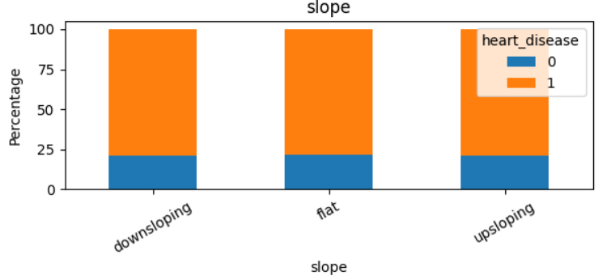 slope
100
75
50
25
0
Percentage
heart_disease
0
1
downsloping
flat
upsloping
slope